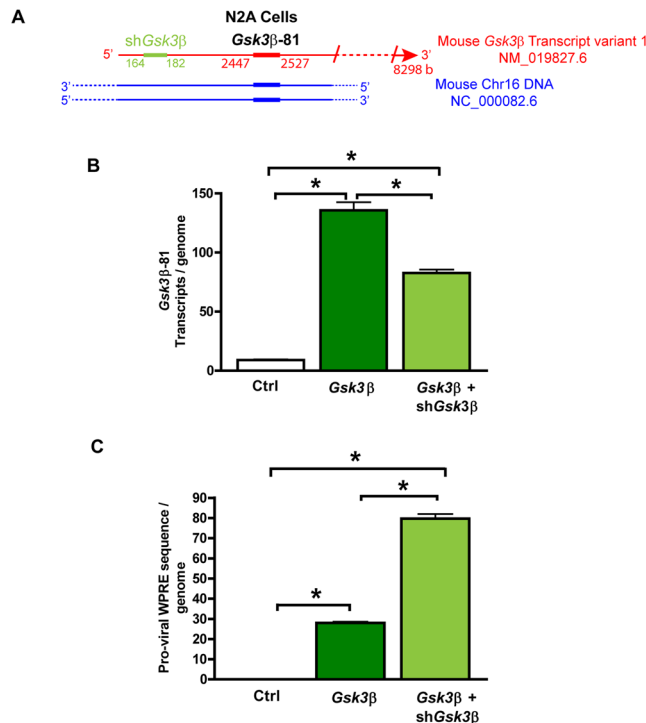 A
N2A Cells
shGsk3β
Gsk3β-81
5’
3’
164
182
2447
2527
8298 b
Mouse Gsk3β Transcript variant 1
NM_019827.6
3’
5’
5’
3’
Mouse Chr16 DNA
NC_000082.6
B
*
*
*
Gsk3β-81
Transcripts / genome
150
100
50
0
Ctrl
Gsk3β
Gsk3β +
shGsk3β
C
*
*
*
Pro-viral WPRE sequence /
genome
90
80
70
60
50
40
30
20
10
0
Ctrl
Gsk3β
Gsk3β +
shGsk3β